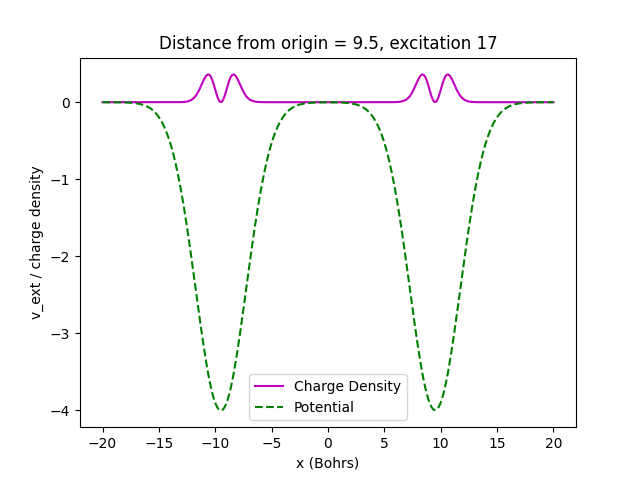 Distance from origin = 9.5, excitation 17
v_ext / charge density
0
−1
−2
−3
−4
Charge Density
Potential
−20 −15 −10 −5 0 5 10 15 20
x (Bohrs)